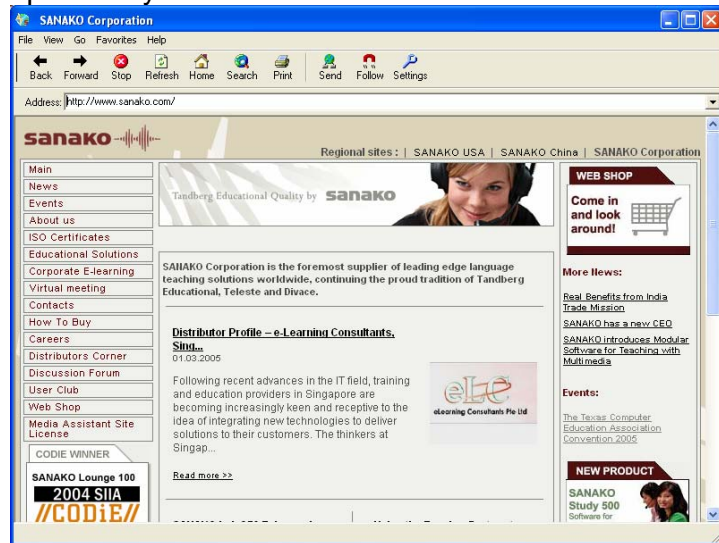 SANAKO Corporation
File View Go Favorites Help
Back Forward Stop Refresh Home Search Print Send Follow Settings
Address: http://www.sanako.com/
sanako
Regional sites : | SANAKO USA | SANAKO China | SANAKO Corporation
Main
News
Events
About us
ISO Certificates
Educational Solutions
Corporate E-learning
Virtual meeting
Contacts
How To Buy
Careers
Distributors Corner
Discussion Forum
User Club
Web Shop
Media Assistant Site
License
CODIE WINNER
SANAKO Lounge 100
2004 SIIA
//CODiE//
Tandberg Educational Quality by sanako
SANAKO Corporation is the foremost supplier of leading edge language
teaching solutions worldwide, continuing the proud tradition of Tandberg
Educational, Teleste and Divace.
Distributor Profile – e-Learning Consultants,
Sing...
01.03.2005
Following recent advances in the IT field, training
and education providers in Singapore are
becoming increasingly keen and receptive to the
idea of integrating new technologies to deliver
solutions to their customers. The thinkers at
Singap...
Read more >>
eLC
eLearning Consultants Pte Ltd
WEB SHOP
Come in
and look
around!
More News:
Real Benefits from India
Trade Mission
SANAKO has a new CEO
SANAKO introduces Modular
Software for Teaching with
Multimedia
Events:
The Texas Computer
Education Association
Convention 2005
NEW PRODUCT
SANAKO
Study 500
Software for